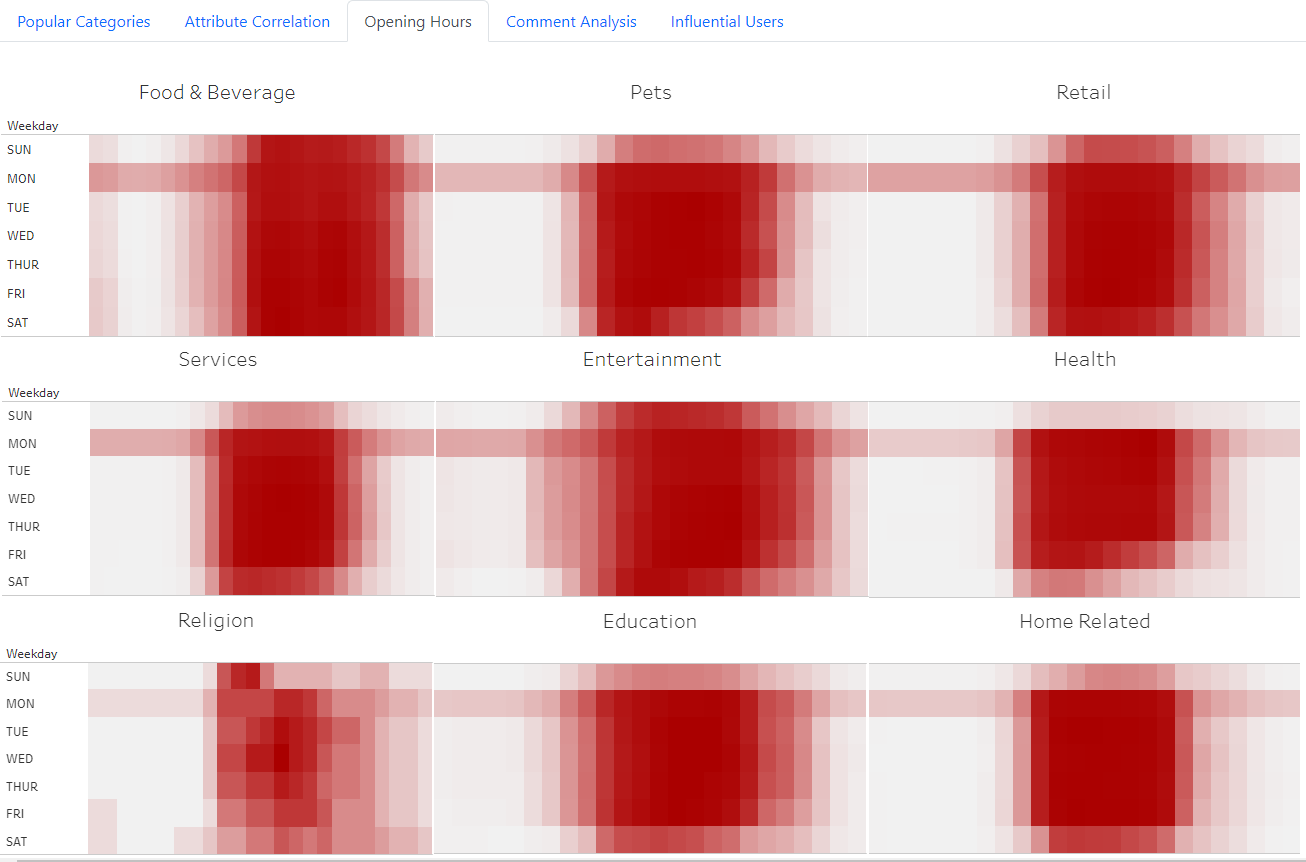 Popular Categories Attribute Correlation Opening Hours Comment Analysis Influential Users
Food & Beverage Pets Retail
Weekday
SUN
MON
TUE
WED
THUR
FRI
SAT
Services Entertainment Health
Weekday
SUN
MON
TUE
WED
THUR
FRI
SAT
Religion Education Home Related
Weekday
SUN
MON
TUE
WED
THUR
FRI
SAT